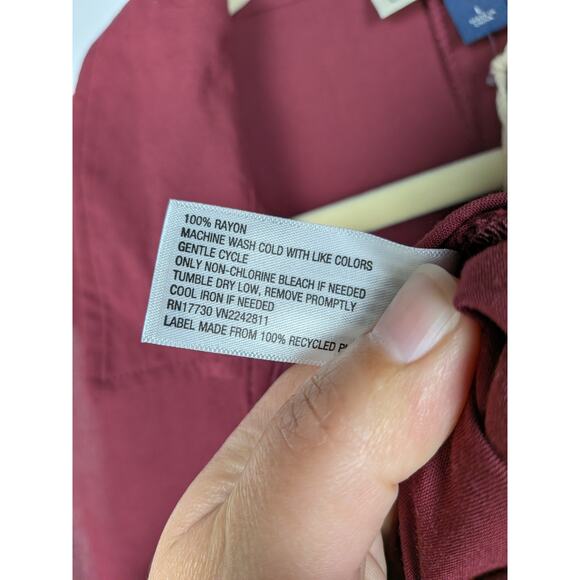 100% RAYON
MACHINE WASH COLD WITH LIKE COLORS
GENTLE CYCLE
ONLY NON-CHLORINE BLEACH IF NEEDED
TUMBLE DRY LOW, REMOVE PROMPTLY
COOL IRON IF NEEDED
RN17730 VN2242811
LABEL MADE FROM 100% RECYCLED